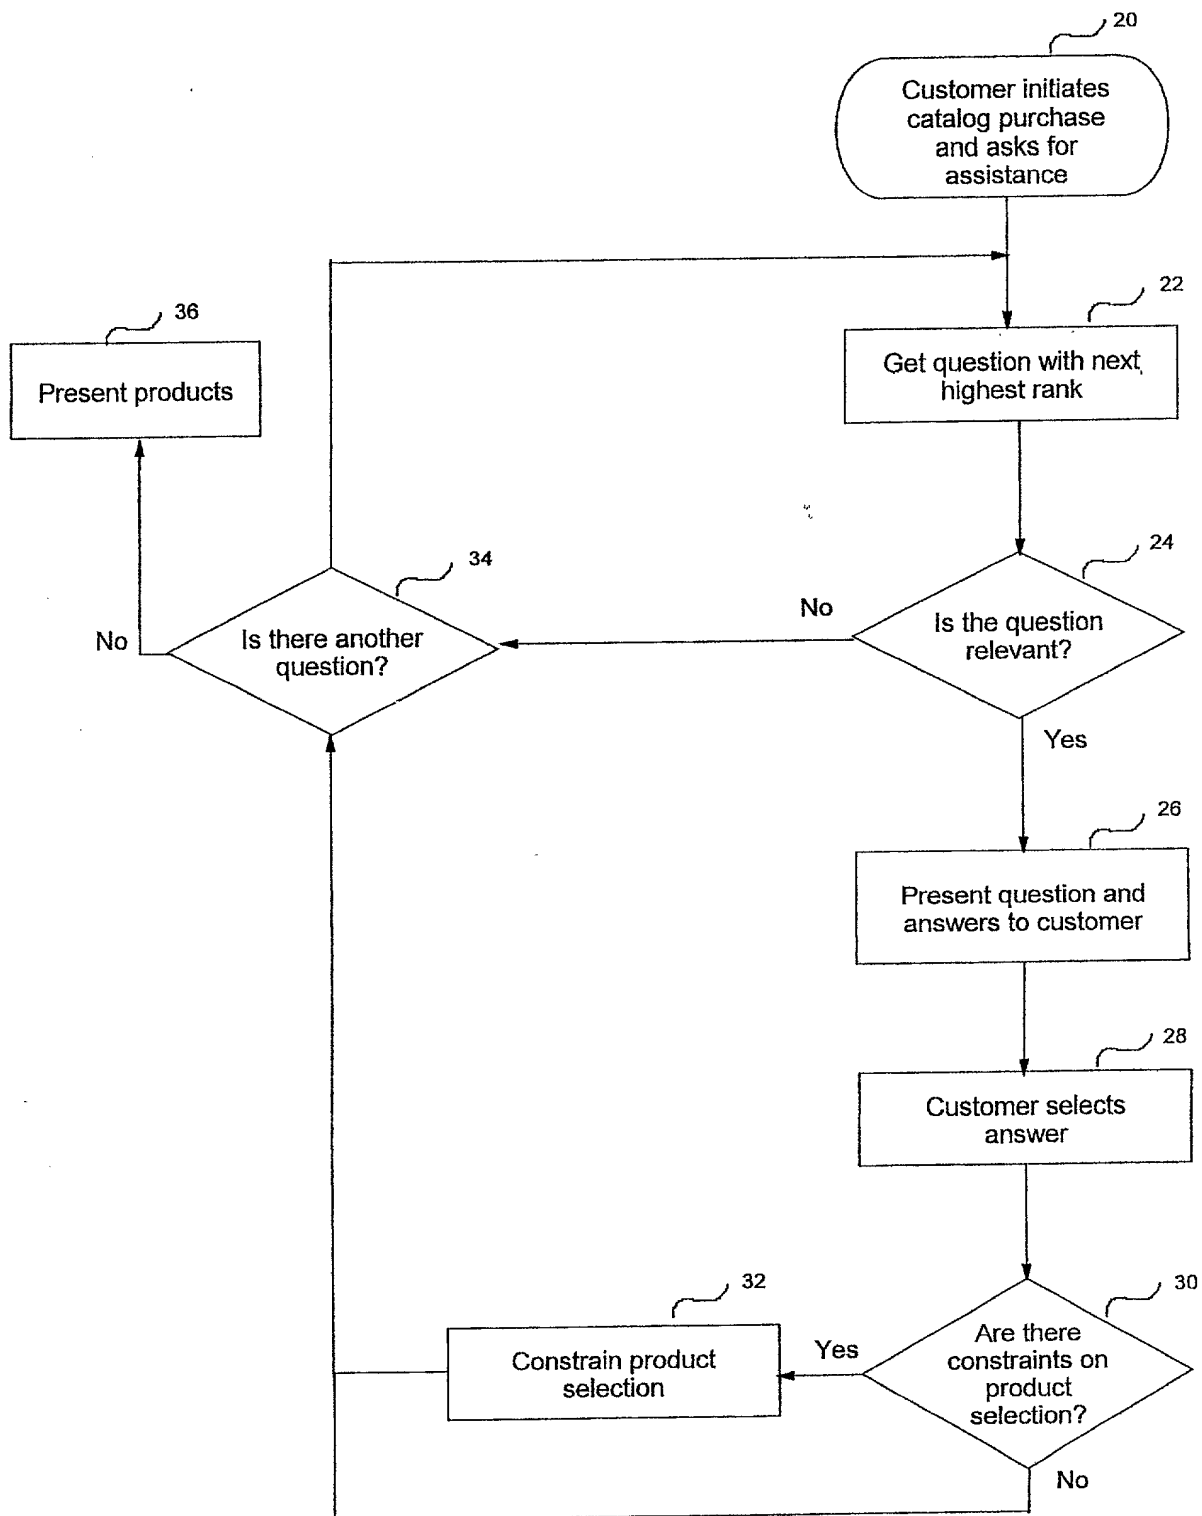 20
Customer initiates
catalog purchase
and asks for
assistance
22
Get question with next
highest rank
36
Present products
24
Is the question
relevant?
No
34
Is there another
question?
No
Yes
26
Present question and
answers to customer
28
Customer selects
answer
30
Are there
constraints on
product
selection?
Yes
32
Constrain product
selection
No